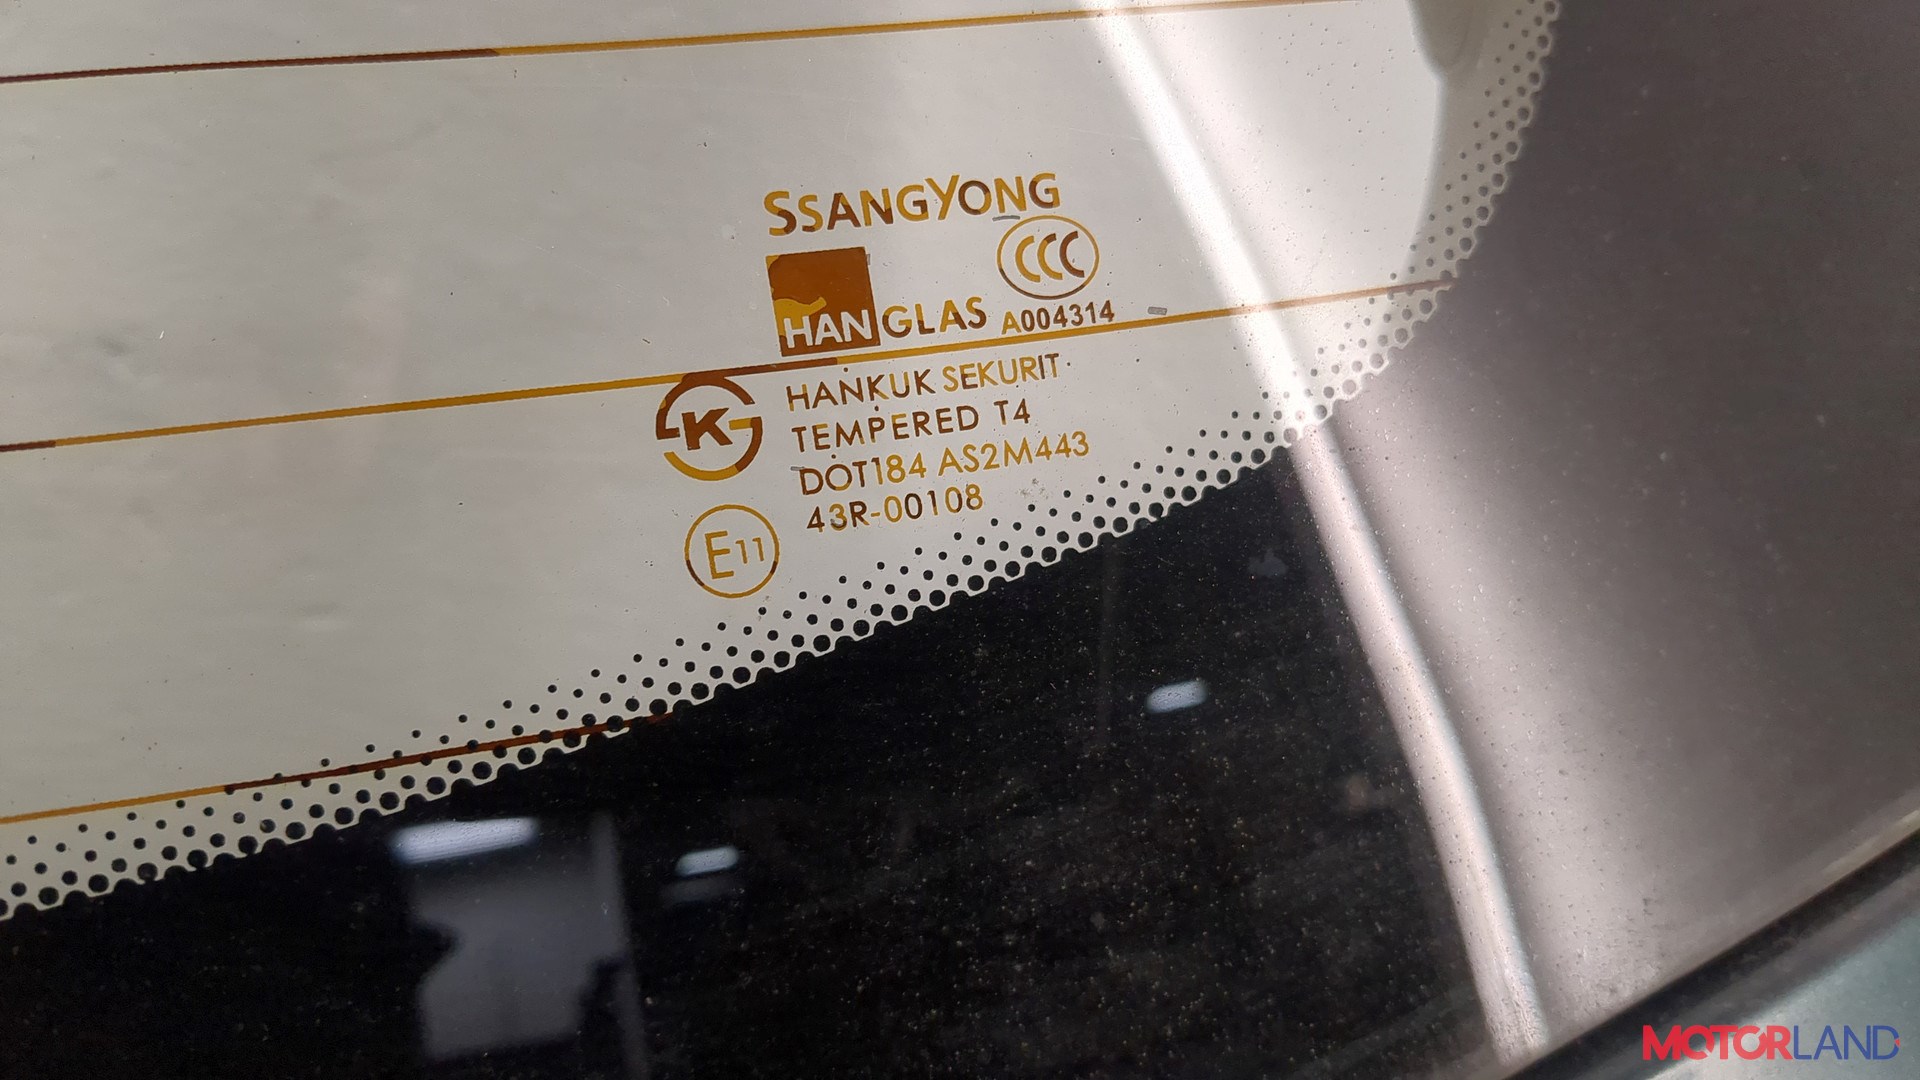 SSANGYONG
CCC
HANGLAS A004314
K
HANKUK SEKURIT
TEMPERED T4
DOT184 AS2M443
43R-00108
E11
MOTORLAND